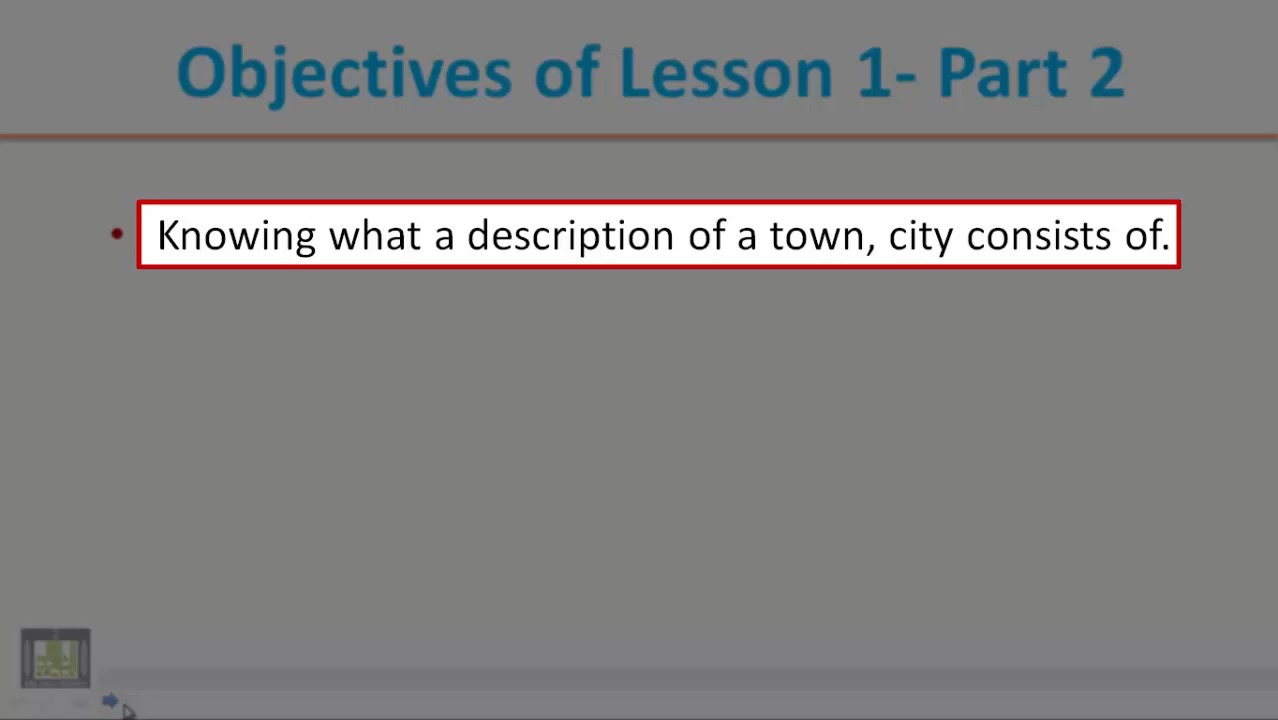 Objectives of Lesson 1- Part 2
• Knowing what a description of a town, city consists of.